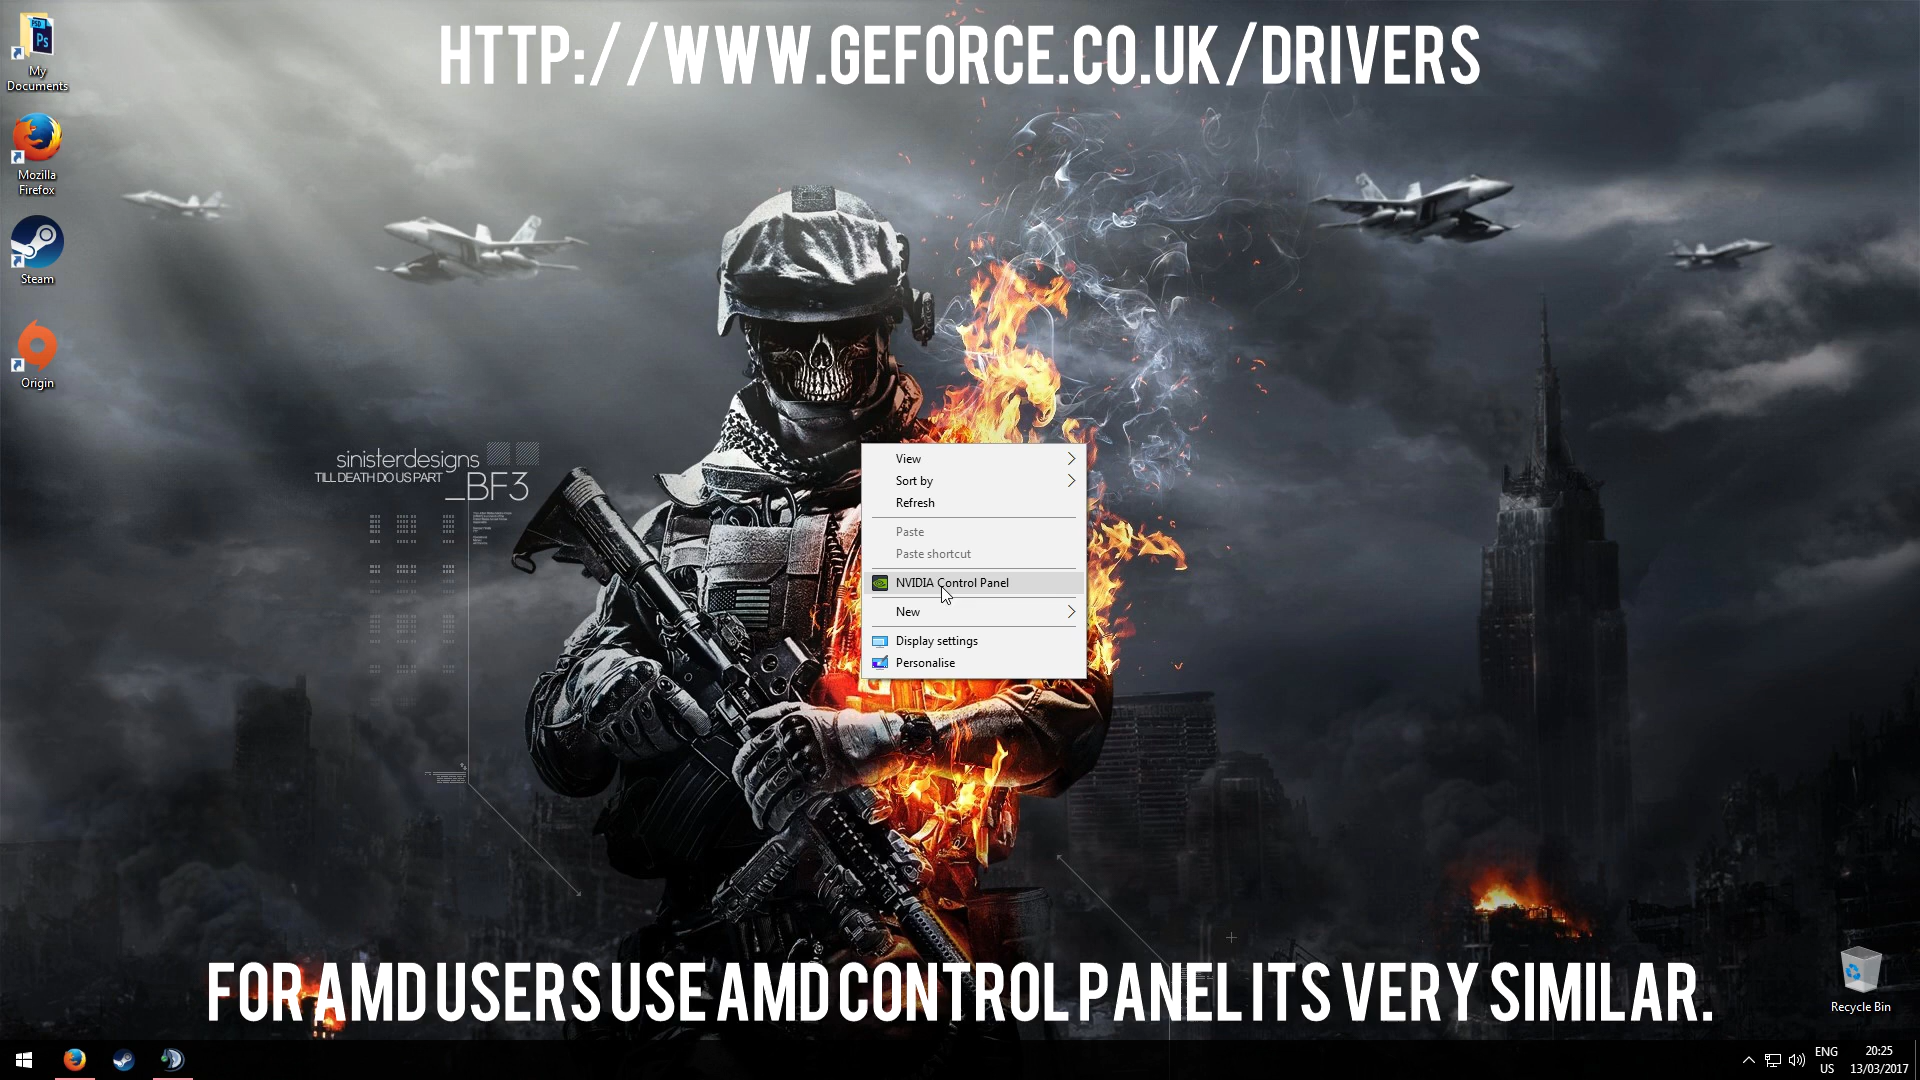 HTTP://WWW.GEFORCE.CO.UK/DRIVERS
Ps
My
Documents
Mozilla
Firefox
Steam
Origin
sinisterdesigns
TILL DEATH DO US PART
_BF3
View
Sort by
Refresh
Paste
Paste shortcut
NVIDIA Control Panel
New
Display settings
Personalise
FOR AMD USERS USE AMD CONTROL PANEL ITS VERY SIMILAR.
Recycle Bin
ENG
US
20:25
13/03/2017